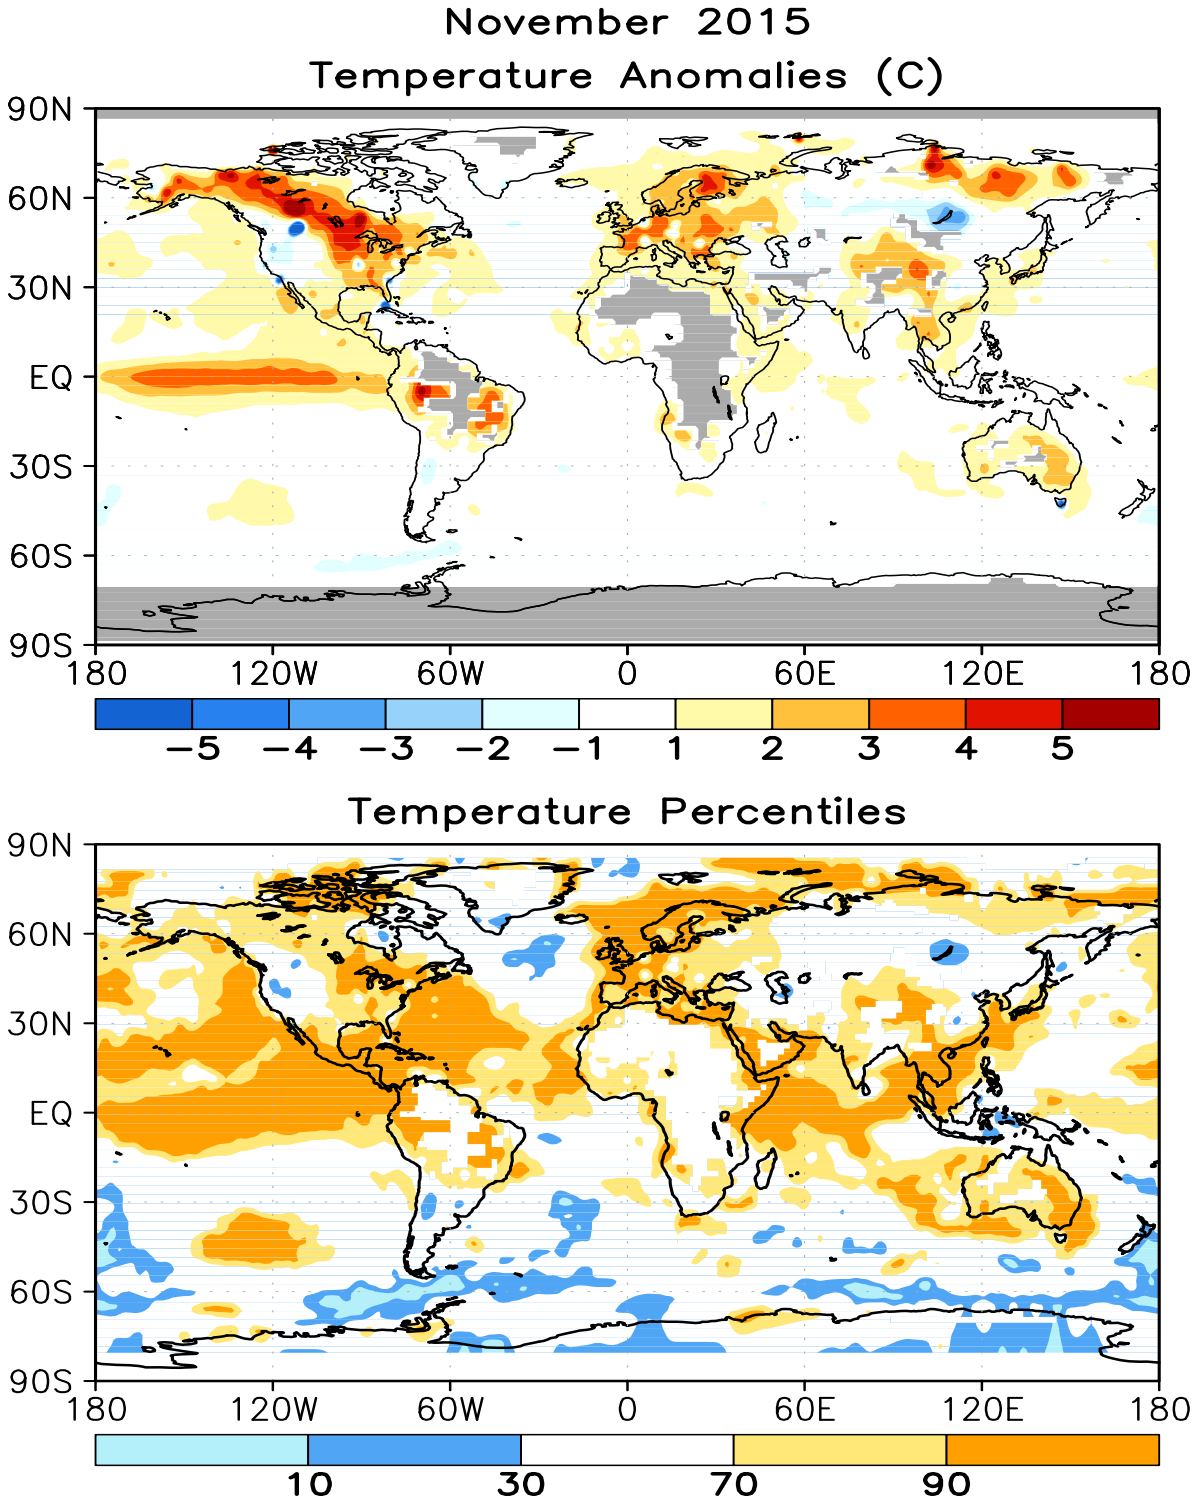 November 2015
Temperature Anomalies (C)
90N
60N
30N
EQ
30S
60S
90S
180 120W 60W 0 60E 120E 180
−5 −4 −3 −2 −1 1 2 3 4 5
Temperature Percentiles
90N
60N
30N
EQ
30S
60S
90S
180 120W 60W 0 60E 120E 180
10 30 70 90